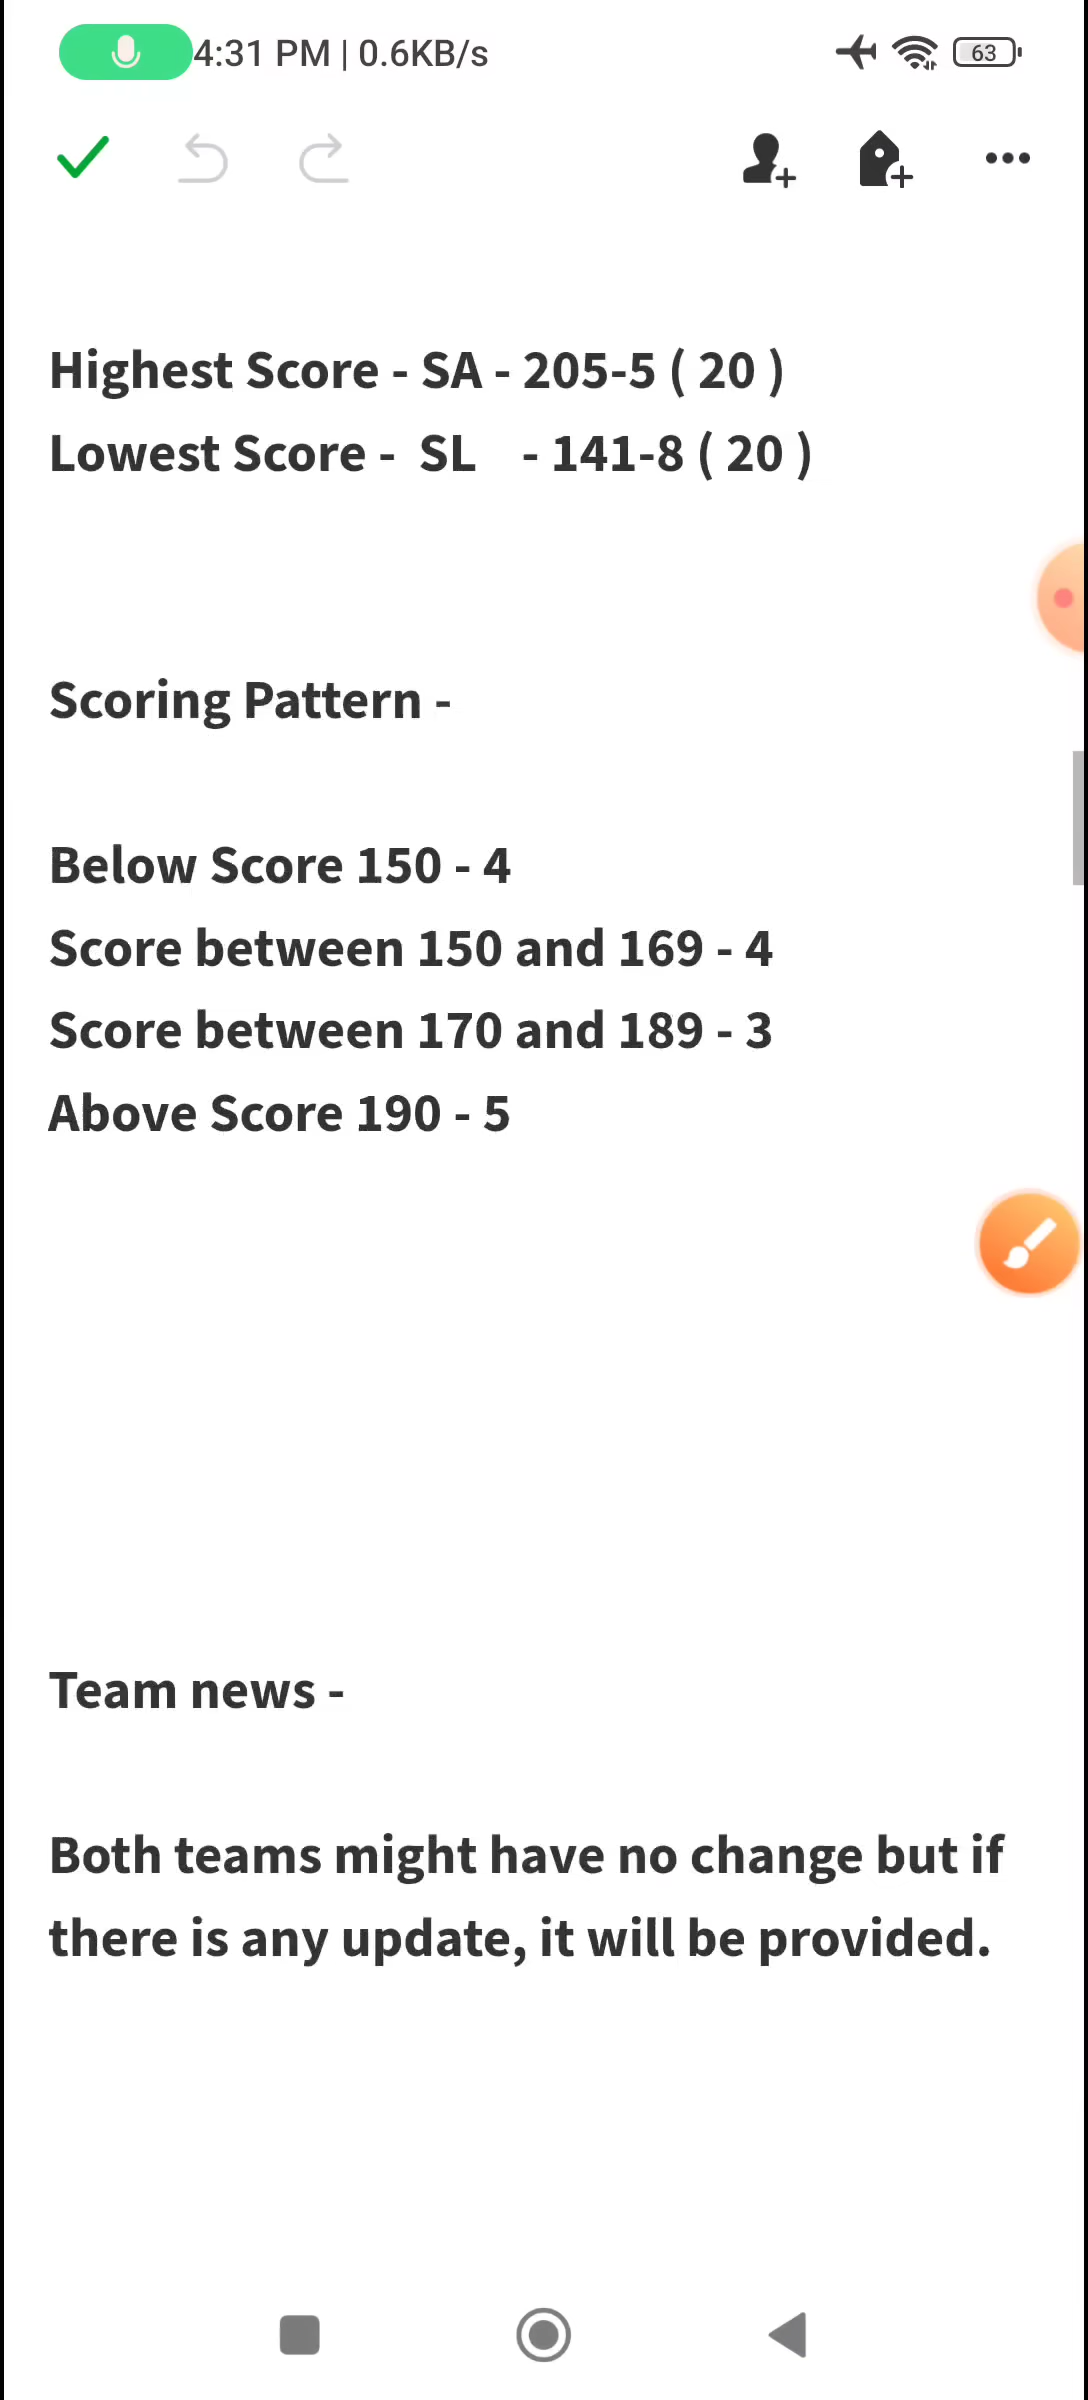 4:31 PM | 0.6KB/s 63
Highest Score - SA - 205-5 ( 20 )
Lowest Score - SL - 141-8 ( 20 )
Scoring Pattern -
Below Score 150 - 4
Score between 150 and 169 - 4
Score between 170 and 189 - 3
Above Score 190 - 5
Team news -
Both teams might have no change but if
there is any update, it will be provided.